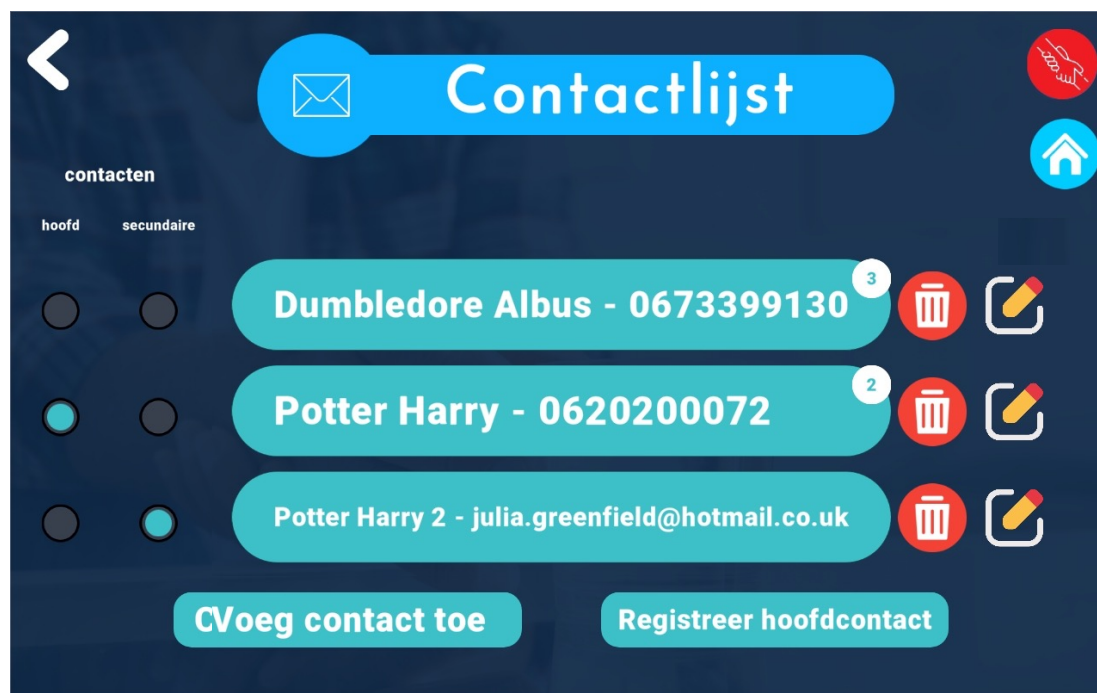 Contactlijst
contacten
hoofd secundaire
Dumbledore Albus - 0673399130 3
Potter Harry - 0620200072 2
Potter Harry 2 - julia.greenfield@hotmail.co.uk
Voeg contact toe
Registreer hoofdcontact